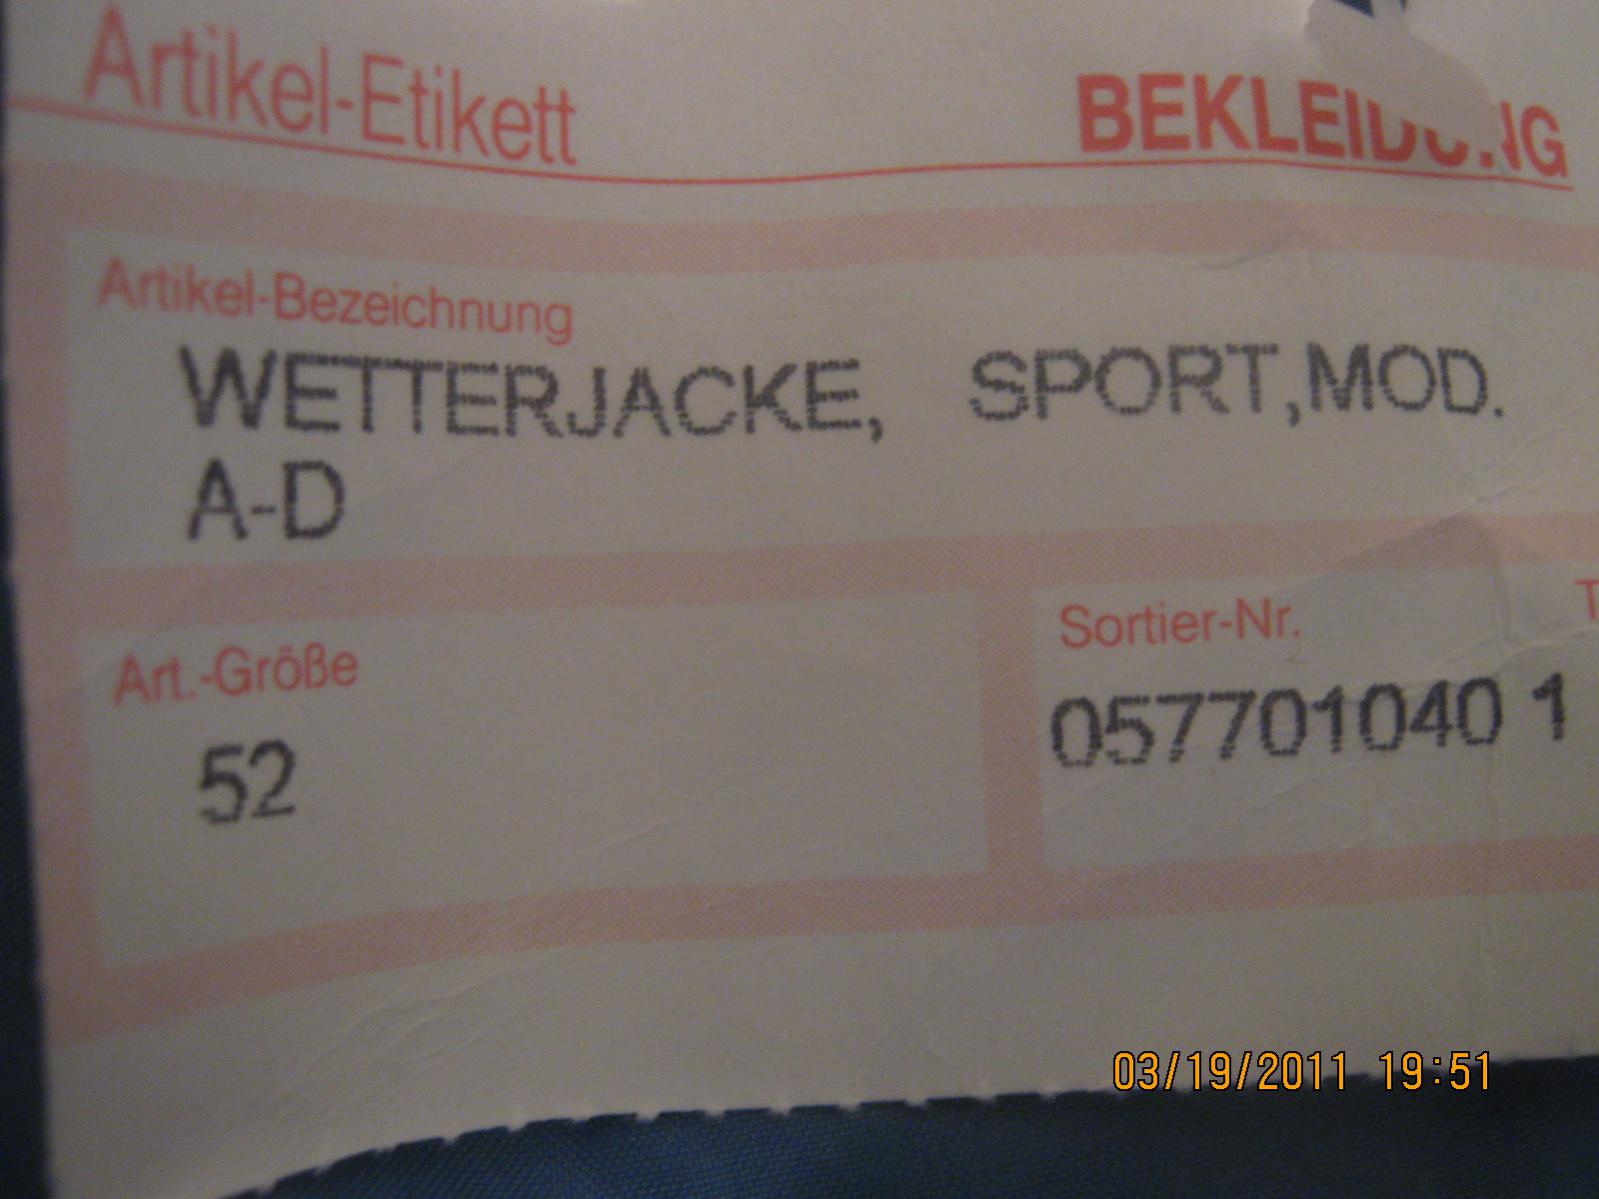 Artikel-Etikett
BEKLEIDUNG
Artikel-Bezeichnung
WETTERJACKE, SPORT,MOD.
A-D
Art.-Größe
52
Sortier-Nr.
057701040 1
03/19/2011 19:51